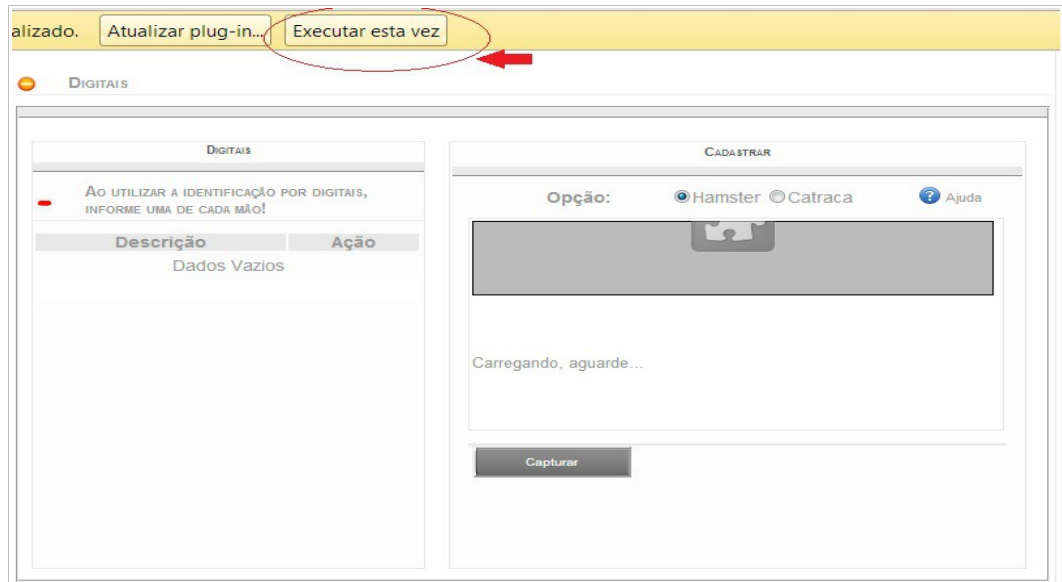 alizado. Atualizar plug-in... Executar esta vez
Digitais
Digitais
Ao utilizar a identificação por digitais,
informe uma de cada mão!
Descrição Ação
Dados Vazios
Cadastrar
Opção: Hamster Catraca ? Ajuda
Carregando, aguarde...
Capturar